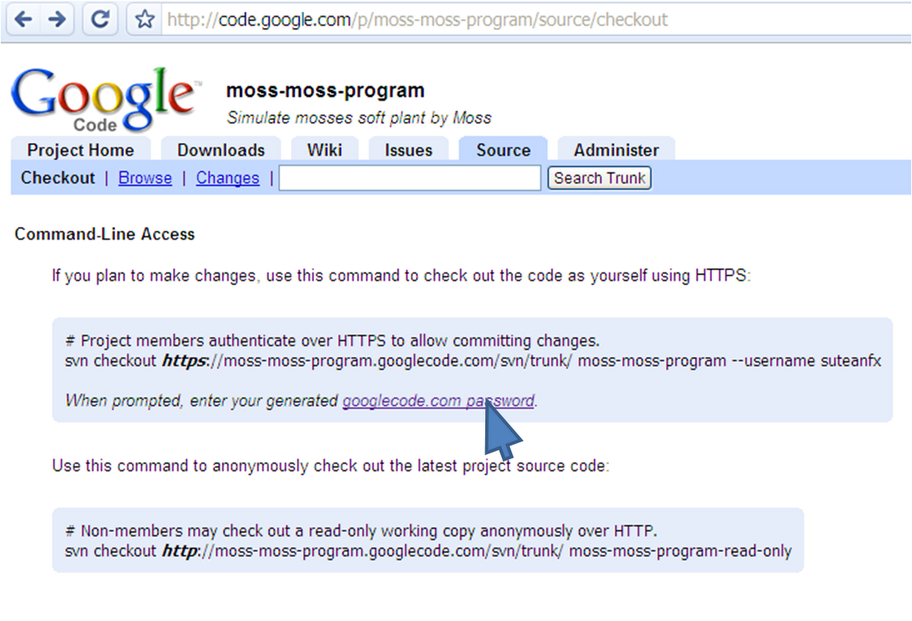 http://code.google.com/p/moss-moss-program/source/checkout
Google™
Code
moss-moss-program
Simulate mosses soft plant by Moss
Project Home Downloads Wiki Issues Source Administer
Checkout | Browse | Changes | Search Trunk
Command-Line Access
If you plan to make changes, use this command to check out the code as yourself using HTTPS:
# Project members authenticate over HTTPS to allow committing changes.
svn checkout https://moss-moss-program.googlecode.com/svn/trunk/ moss-moss-program --username suteanfx
When prompted, enter your generated googlecode.com password.
Use this command to anonymously check out the latest project source code:
# Non-members may check out a read-only working copy anonymously over HTTP.
svn checkout http://moss-moss-program.googlecode.com/svn/trunk/ moss-moss-program-read-only